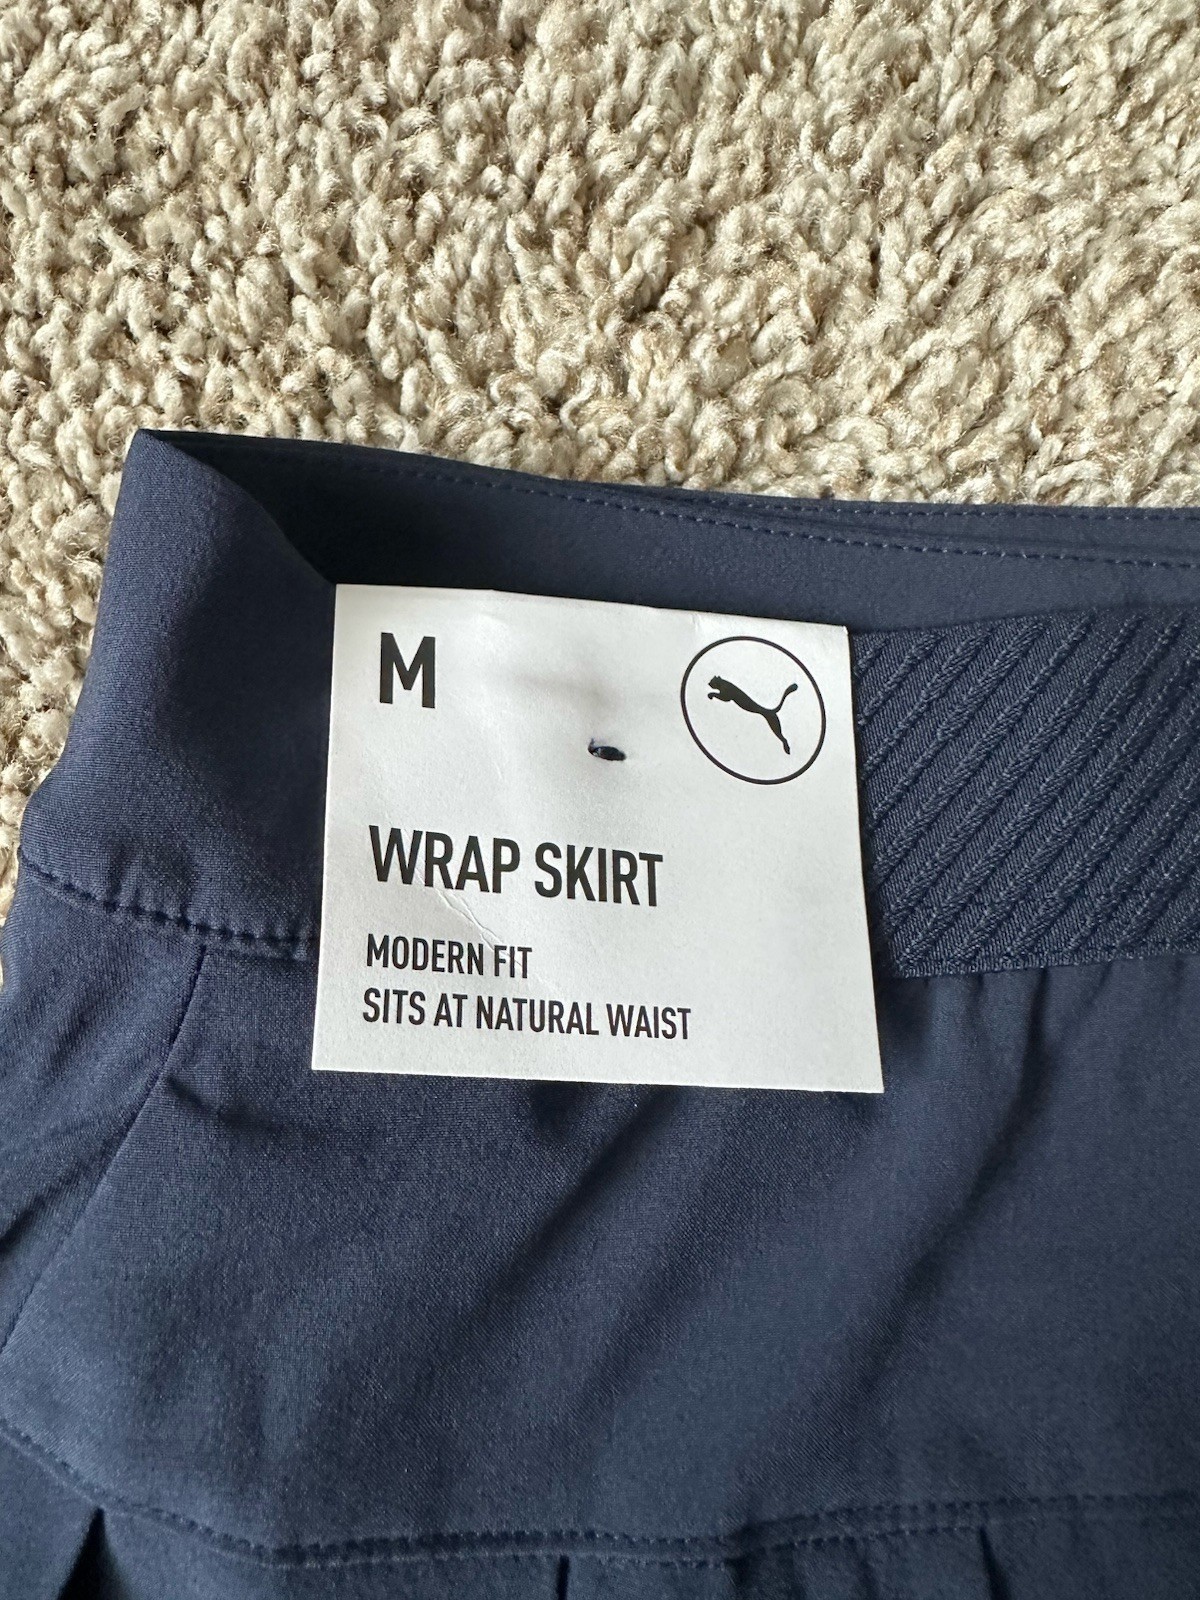 M
WRAP SKIRT
MODERN FIT
SITS AT NATURAL WAIST